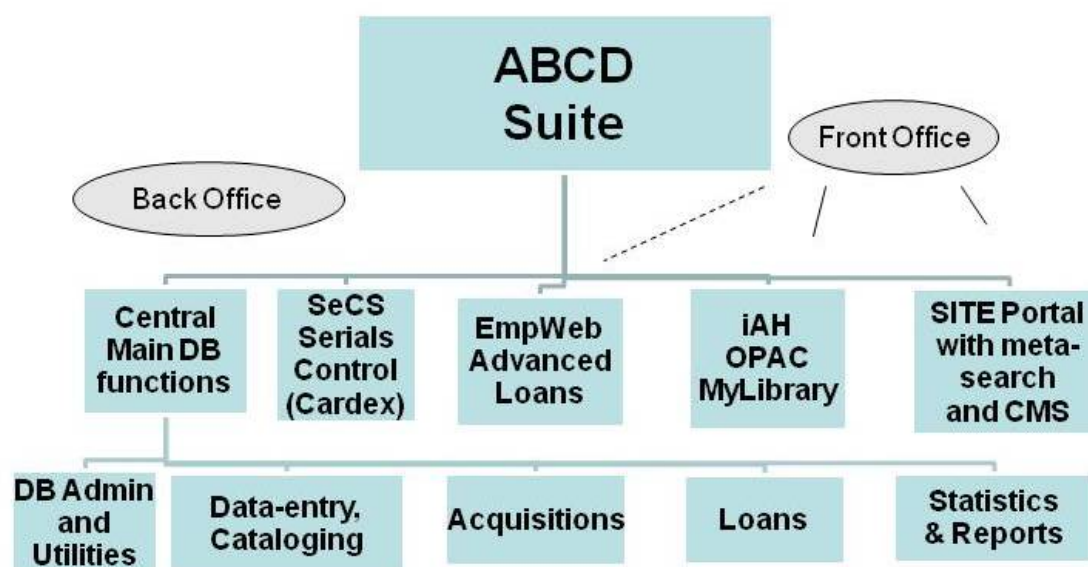 ABCD
Suite
Front Office
Back Office
Central
Main DB
functions
SeCS
Serials
Control
(Cardex)
EmpWeb
Advanced
Loans
iAH
OPAC
MyLibrary
SITE Portal
with meta-
search
and CMS
DB Admin
and
Utilities
Data-entry,
Cataloging
Acquisitions
Loans
Statistics
& Reports